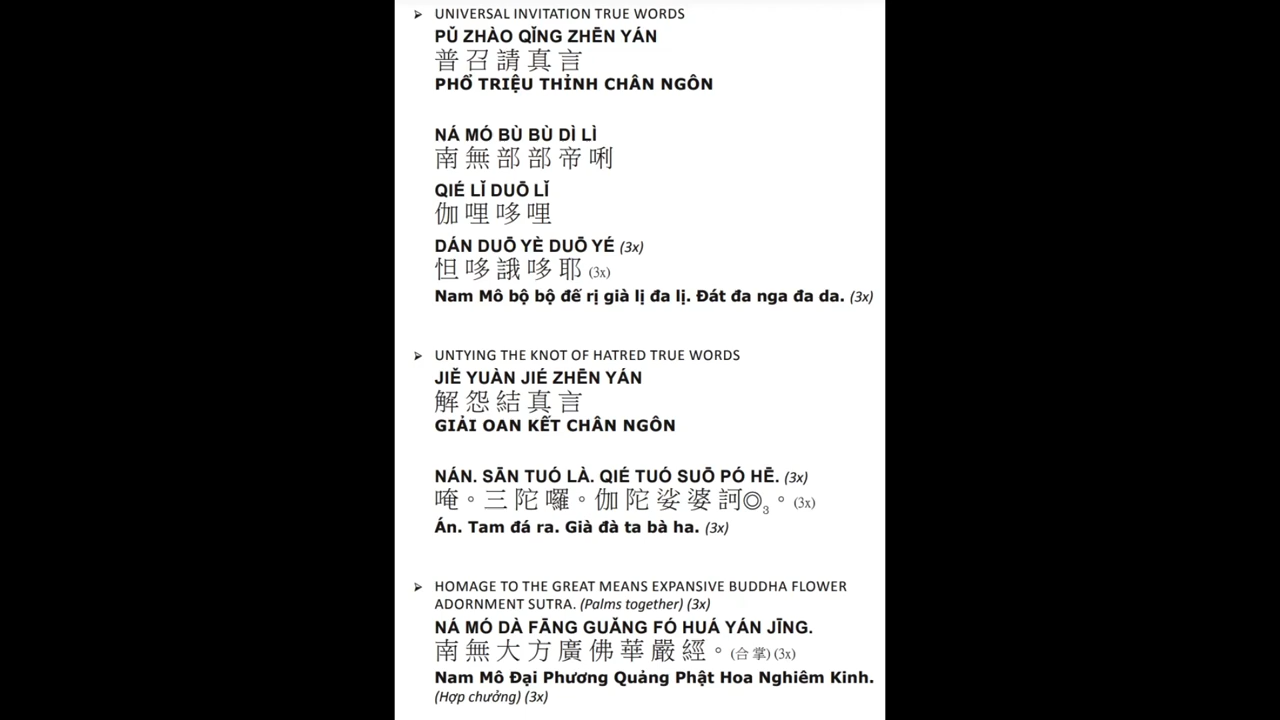 ➢ UNIVERSAL INVITATION TRUE WORDS
PǓ ZHÀO QǏNG ZHĒN YÁN
普召請真言
PHỔ TRIỆU THỈNH CHÂN NGÔN
NÁ MÓ BÙ BÙ DÌ LÌ
南無部部帝唎
QIÉ LǏ DUŌ LǏ
伽哩哆哩
DÁN DUŌ YÈ DUŌ YÉ (3x)
怛哆誐哆耶 (3x)
Nam Mô bộ bộ đế rị già lị đa lị. Đát đa nga đa da. (3x)
➢ UNTYING THE KNOT OF HATRED TRUE WORDS
JIĚ YUÀN JIÉ ZHĒN YÁN
解怨結真言
GIẢI OAN KẾT CHÂN NGÔN
NÁN. SĀN TUÓ LÀ. QIÉ TUÓ SUŌ PÓ HĒ. (3x)
唵。三陀囉。伽陀娑婆訶◎3。(3x)
Án. Tam đá ra. Già đà ta bà ha. (3x)
➢ HOMAGE TO THE GREAT MEANS EXPANSIVE BUDDHA FLOWER
ADORNMENT SUTRA. (Palms together) (3x)
NÁ MÓ DÀ FĀNG GUǍNG FÓ HUÁ YÁN JĪNG.
南無大方廣佛華嚴經。(合掌) (3x)
Nam Mô Đại Phương Quảng Phật Hoa Nghiêm Kinh.
(Hợp chưởng) (3x)